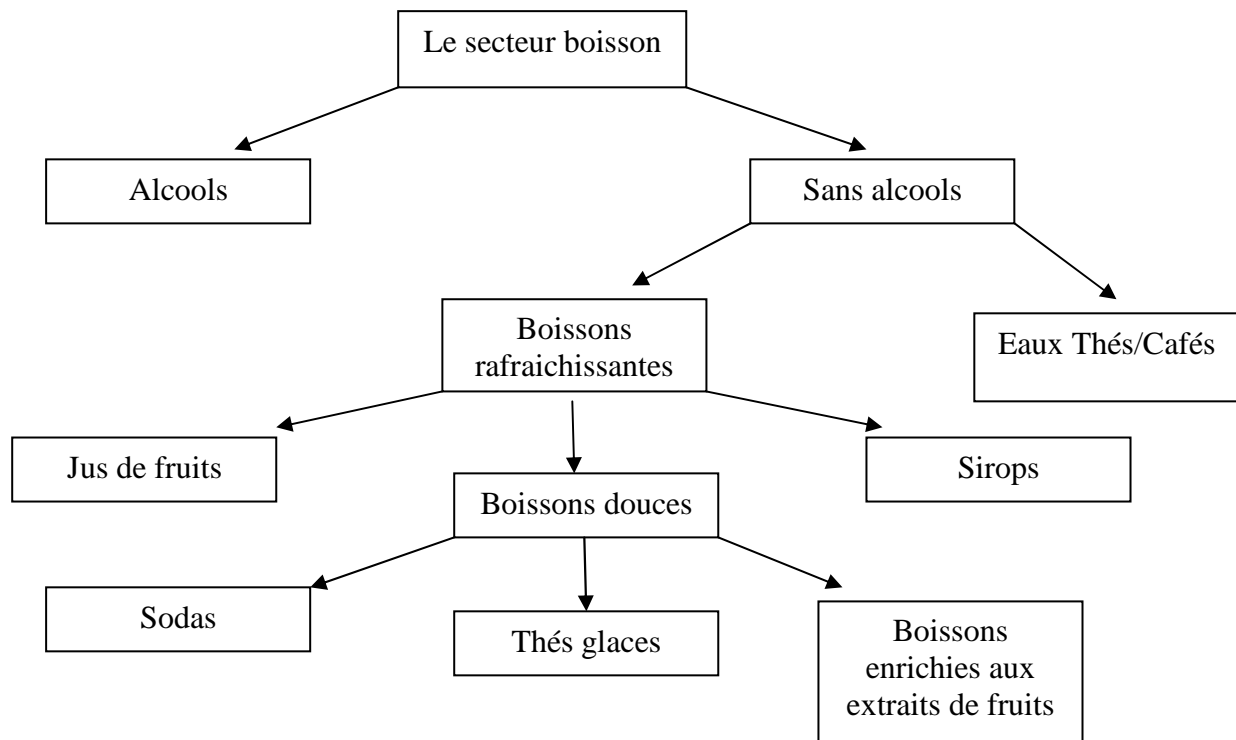 Le secteur boisson
Alcools
Sans alcools
Boissons
rafraichissantes
Eaux Thés/Cafés
Jus de fruits
Sirops
Boissons douces
Sodas
Thés glaces
Boissons
enrichies aux
extraits de fruits